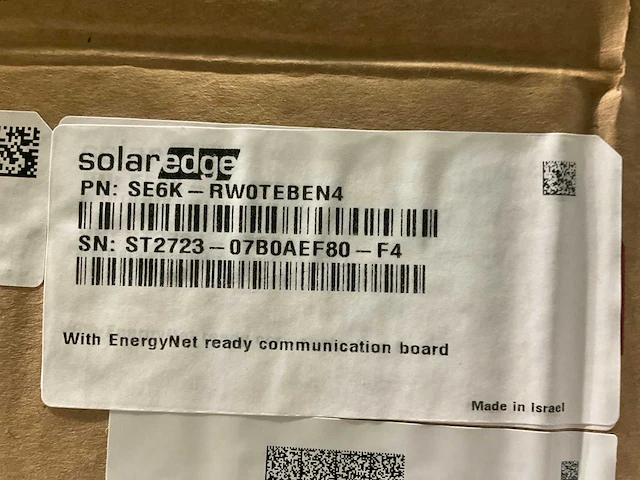 solaredge
PN: SE6K-RW0TEBEN4
SN: ST2723-07B0AEF80-F4
With EnergyNet ready communication board
Made in Israel